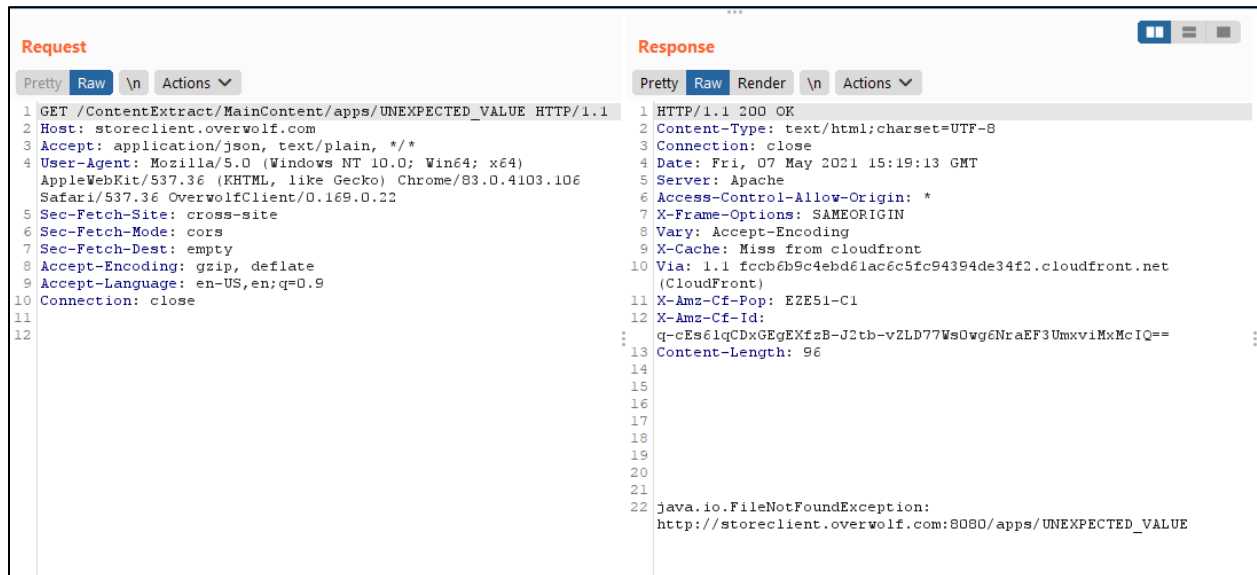 Request
Pretty Raw \n Actions
1 GET /ContentExtract/MainContent/apps/UNEXPECTED_VALUE HTTP/1.1
2 Host: storeclient.overwolf.com
3 Accept: application/json, text/plain, */*
4 User-Agent: Mozilla/5.0 (Windows NT 10.0; Win64; x64)
AppleWebKit/537.36 (KHTML, like Gecko) Chrome/83.0.4103.106
Safari/537.36 OverwolfClient/0.169.0.22
5 Sec-Fetch-Site: cross-site
6 Sec-Fetch-Mode: cors
7 Sec-Fetch-Dest: empty
8 Accept-Encoding: gzip, deflate
9 Accept-Language: en-US,en;q=0.9
10 Connection: close
11
12
Response
Pretty Raw Render \n Actions
1 HTTP/1.1 200 OK
2 Content-Type: text/html;charset=UTF-8
3 Connection: close
4 Date: Fri, 07 May 2021 15:19:13 GMT
5 Server: Apache
6 Access-Control-Allow-Origin: *
7 X-Frame-Options: SAMEORIGIN
8 Vary: Accept-Encoding
9 X-Cache: Miss from cloudfront
10 Via: 1.1 fccb6b9c4ebd61ac6c5fc94394de34f2.cloudfront.net
(CloudFront)
11 X-Amz-Cf-Pop: EZE51-C1
12 X-Amz-Cf-Id:
q-cEs6lqCDxGEgEXfzB-J2tb-vZLD77Ws0wg6NraEF3UmxviMxMcIQ==
13 Content-Length: 96
14
15
16
17
18
19
20
21
22 java.io.FileNotFoundException:
http://storeclient.overwolf.com:8080/apps/UNEXPECTED_VALUE